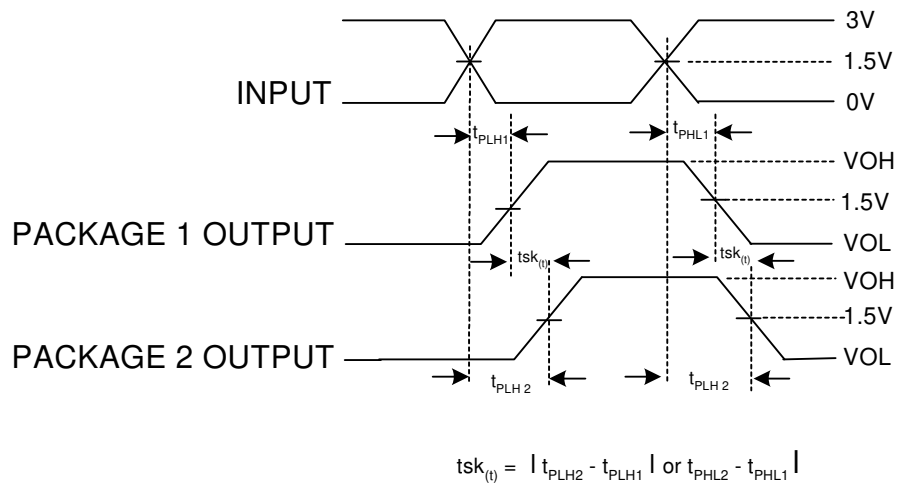 3V
1.5V
INPUT
0V
tPLH1
tPHL1
VOH
1.5V
PACKAGE 1 OUTPUT
VOL
tsk(t)
tsk(t)
VOH
1.5V
PACKAGE 2 OUTPUT
VOL
tPLH 2
tPLH 2
tsk(t) = | tPLH2 - tPLH1 | or tPHL2 - tPHL1 |